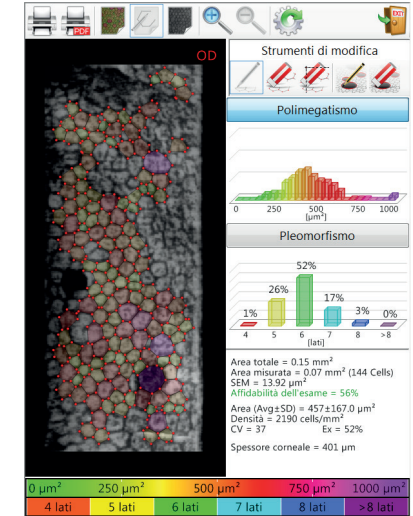 PDF
EXIT
OD
Strumenti di modifica
Polimegatismo
0 250 500 750 1000
[µm²]
Pleomorfismo
1% 26% 52% 17% 3% 0%
4 5 6 7 8 >8
[lati]
Area totale = 0.15 mm²
Area misurata = 0.07 mm² (144 Cells)
SEM = 13.92 µm²
Affidabilità dell'esame = 56%
Area (Avg±SD) = 457±167.0 µm²
Densità = 2190 cells/mm²
CV = 37 Ex = 52%
Spessore corneale = 401 µm
0 µm² 250 µm² 500 µm² 750 µm² 1000 µm²
4 lati 5 lati 6 lati 7 lati 8 lati >8 lati